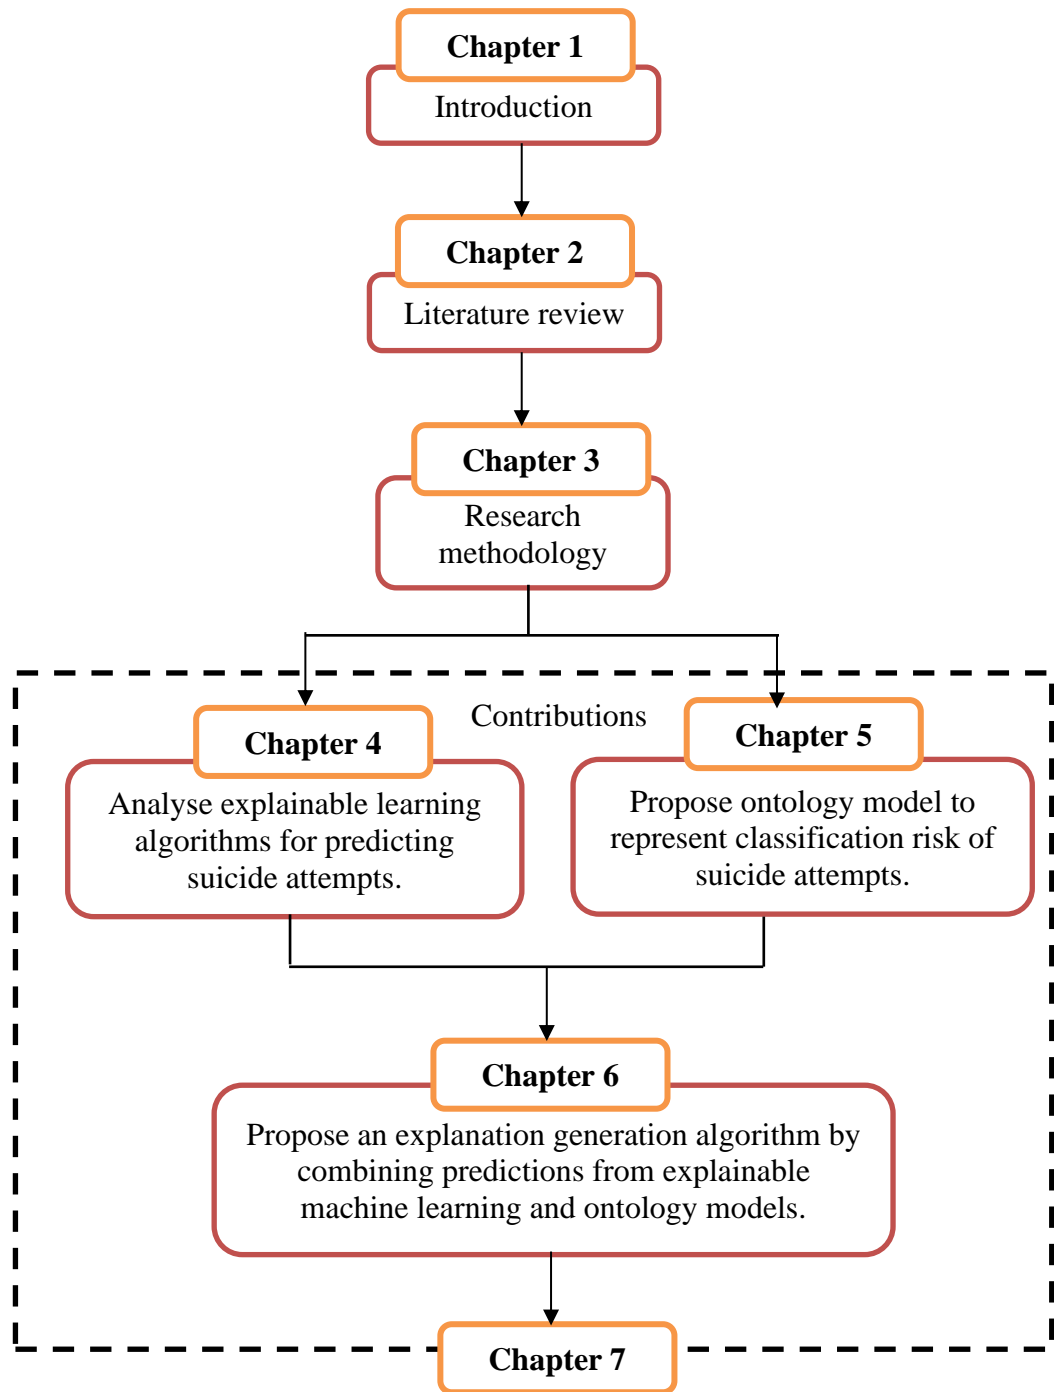 Chapter 1
Introduction
Chapter 2
Literature review
Chapter 3
Research
methodology
Contributions
Chapter 4
Analyse explainable learning
algorithms for predicting
suicide attempts.
Chapter 5
Propose ontology model to
represent classification risk of
suicide attempts.
Chapter 6
Propose an explanation generation algorithm by
combining predictions from explainable
machine learning and ontology models.
Chapter 7